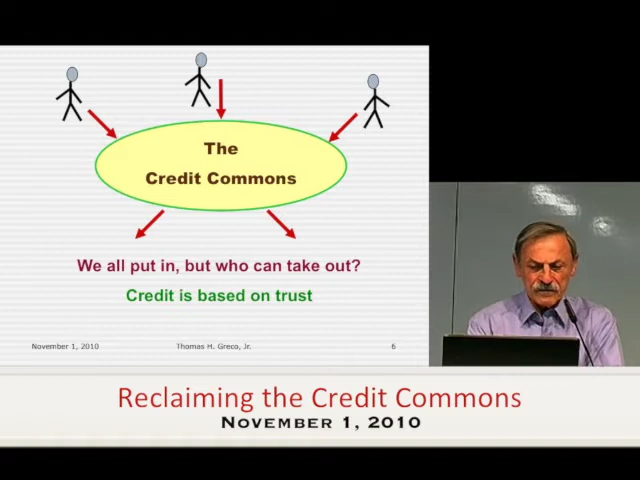 The
Credit Commons
We all put in, but who can take out?
Credit is based on trust
November 1, 2010 Thomas H. Greco, Jr. 6
Reclaiming the Credit Commons
November 1, 2010